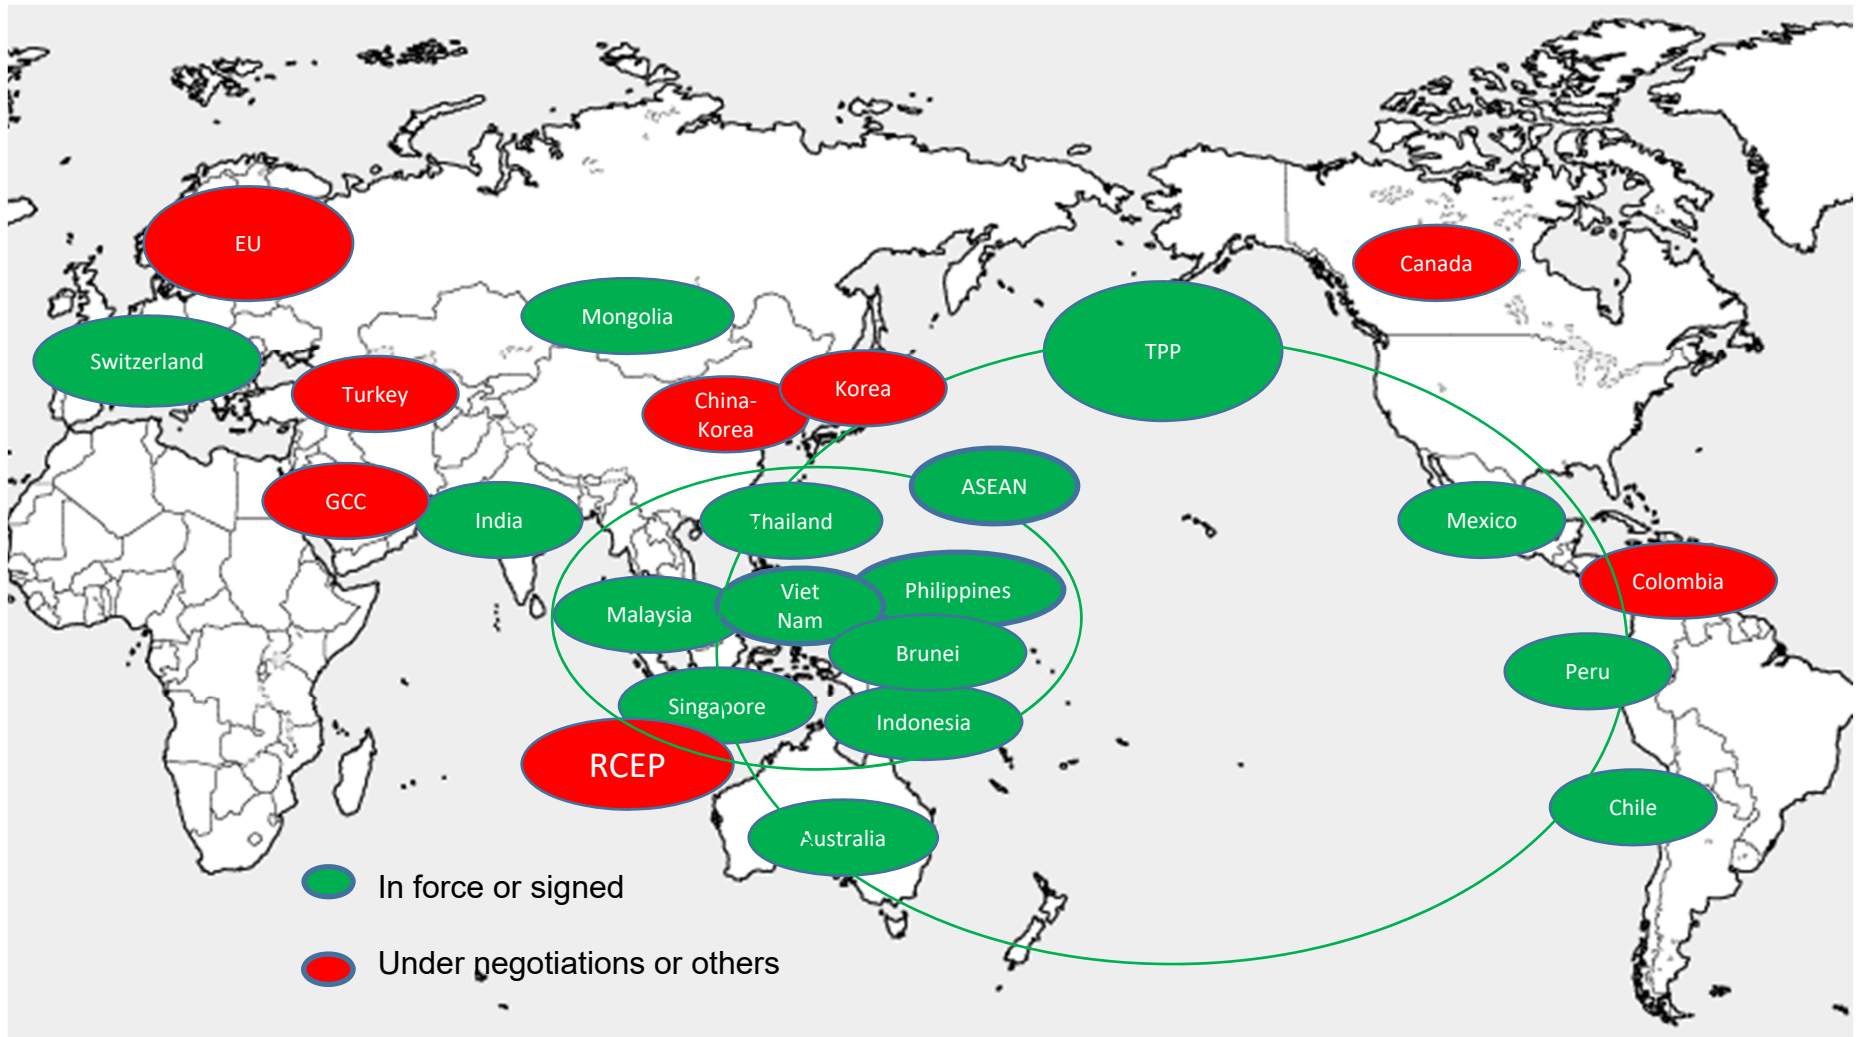 EU
Canada
Mongolia
TPP
Switzerland
Turkey
China-
Korea
Korea
ASEAN
GCC
India
Thailand
Mexico
Colombia
Malaysia
Viet
Nam
Philippines
Brunei
Peru
Singapore
Indonesia
RCEP
Chile
Australia
In force or signed
Under negotiations or others